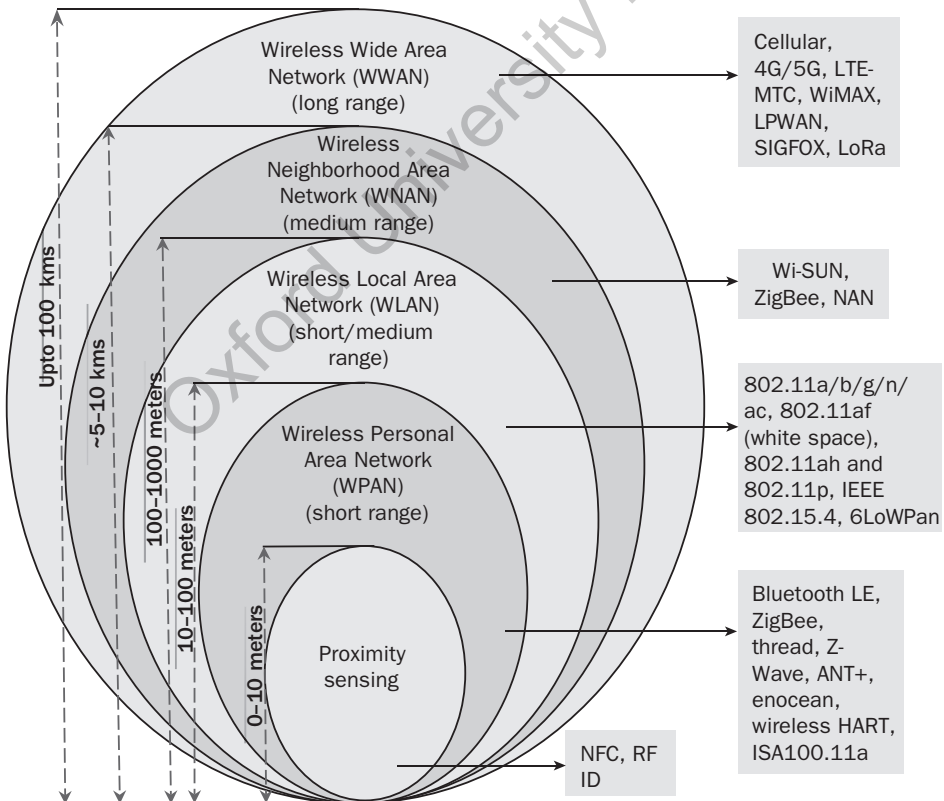 Wireless Wide Area
Network (WWAN)
(long range)
Wireless
Neighborhood Area
Network (WNAN)
(medium range)
Wireless Local Area
Network (WLAN)
(short/medium
range)
Wireless Personal
Area Network
(WPAN)
(short range)
Proximity
sensing
Upto 100 kms
~5–10 kms
100–1000 meters
10–100 meters
0–10 meters
Cellular,
4G/5G, LTE-
MTC, WiMAX,
LPWAN,
SIGFOX, LoRa
Wi-SUN,
ZigBee, NAN
802.11a/b/g/n/
ac, 802.11af
(white space),
802.11ah and
802.11p, IEEE
802.15.4, 6LoWPan
Bluetooth LE,
ZigBee,
thread, Z-
Wave, ANT+,
enocean,
wireless HART,
ISA100.11a
NFC, RF
ID
Oxford University